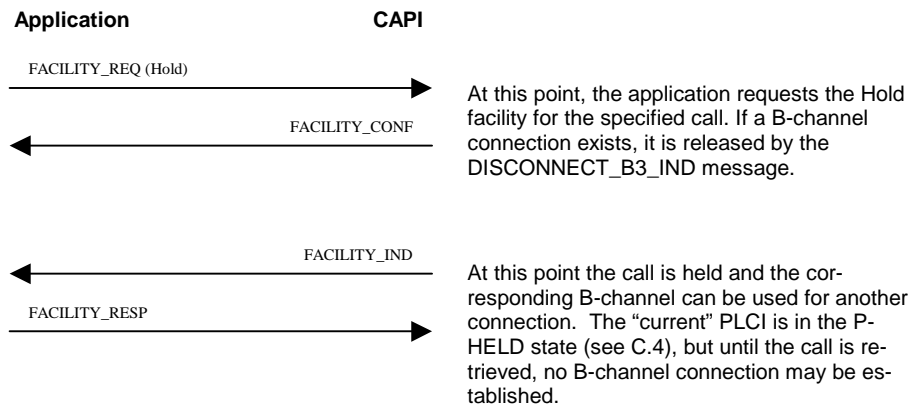 Application CAPI
FACILITY_REQ (Hold)
FACILITY_CONF
At this point, the application requests the Hold
facility for the specified call. If a B-channel
connection exists, it is released by the
DISCONNECT_B3_IND message.
FACILITY_IND
FACILITY_RESP
At this point the call is held and the cor-
responding B-channel can be used for another
connection. The “current” PLCI is in the P-
HELD state (see C.4), but until the call is re-
trieved, no B-channel connection may be es-
tablished.